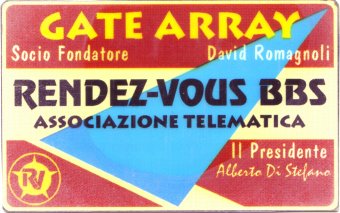 GATE ARRAY
Socio Fondatore David Romagnoli
RENDEZ-VOUS BBS
ASSOCIAZIONE TELEMATICA
Il Presidente
Alberto Di Stefano
RV